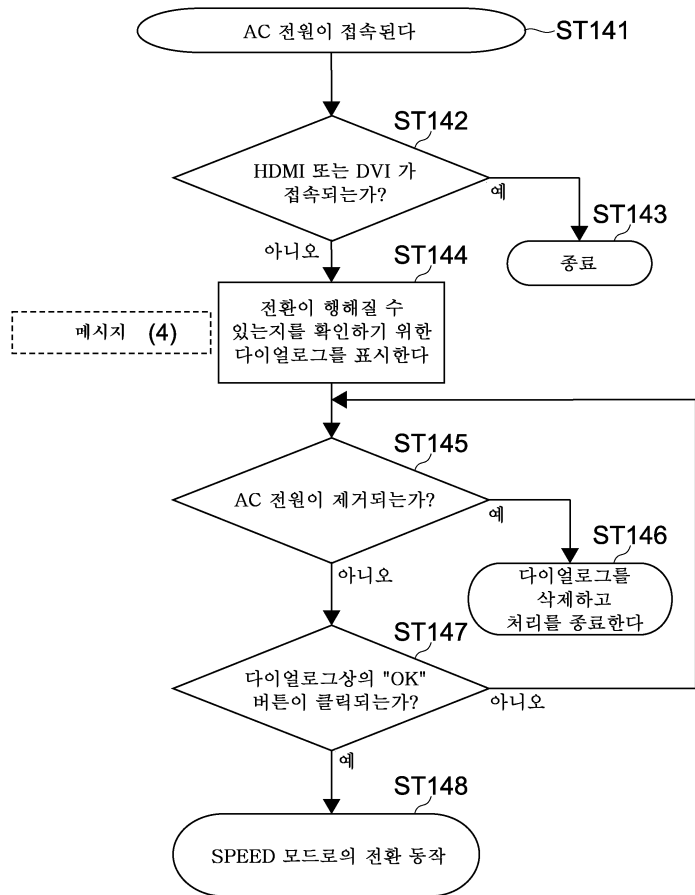 AC 전원이 접속된다
ST141
ST142
HDMI 또는 DVI 가
접속되는가?
예
ST143
종료
아니오
ST144
전환이 행해질 수
있는지를 확인하기 위한
다이얼로그를 표시한다
메시지 (4)
ST145
AC 전원이 제거되는가?
예
ST146
다이얼로그를
삭제하고
처리를 종료한다
아니오
ST147
다이얼로그상의 "OK"
버튼이 클릭되는가?
아니오
예
ST148
SPEED 모드로의 전환 동작